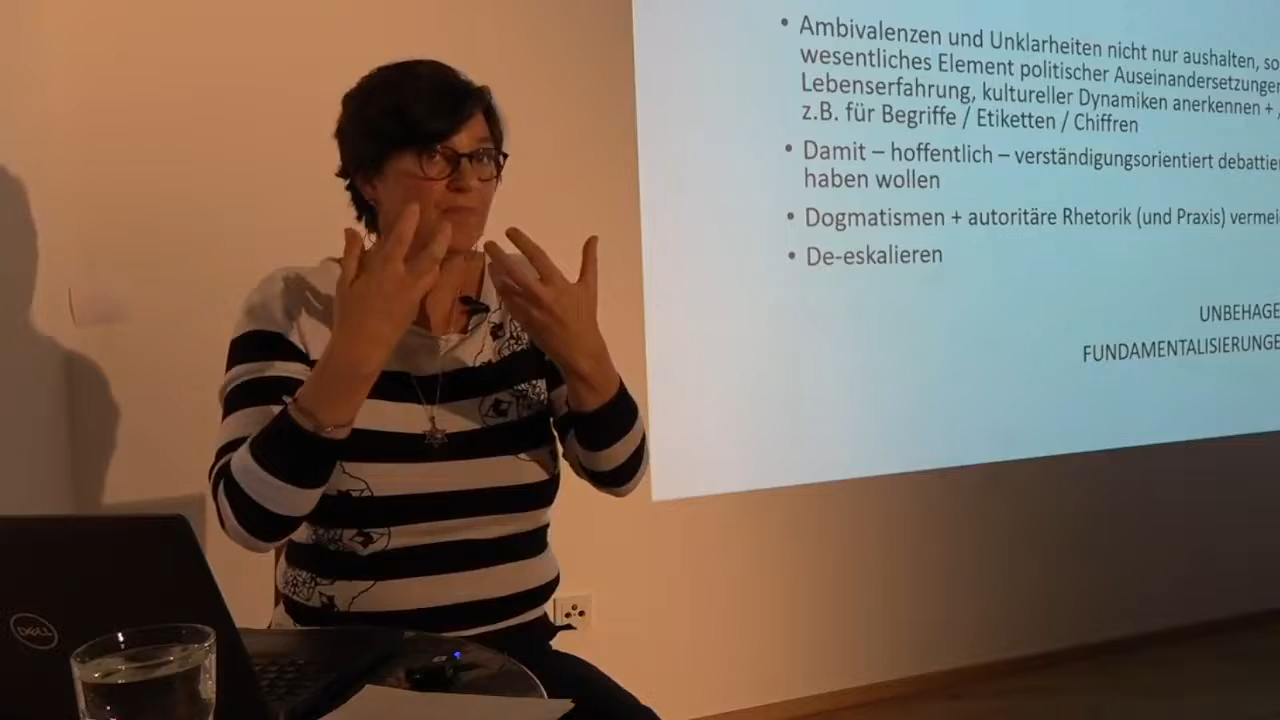 • Ambivalenzen und Unklarheiten nicht nur aushalten, so
wesentliches Element politischer Auseinandersetzungen
Lebenserfahrung, kultureller Dynamiken anerkennen +
z.B. für Begriffe / Etiketten / Chiffren
• Damit – hoffentlich – verständigungsorientiert debattie
haben wollen
• Dogmatismen + autoritäre Rhetorik (und Praxis) vermei
• De-eskalieren
UNBEHAGE
FUNDAMENTALISIERUNGE
DELL